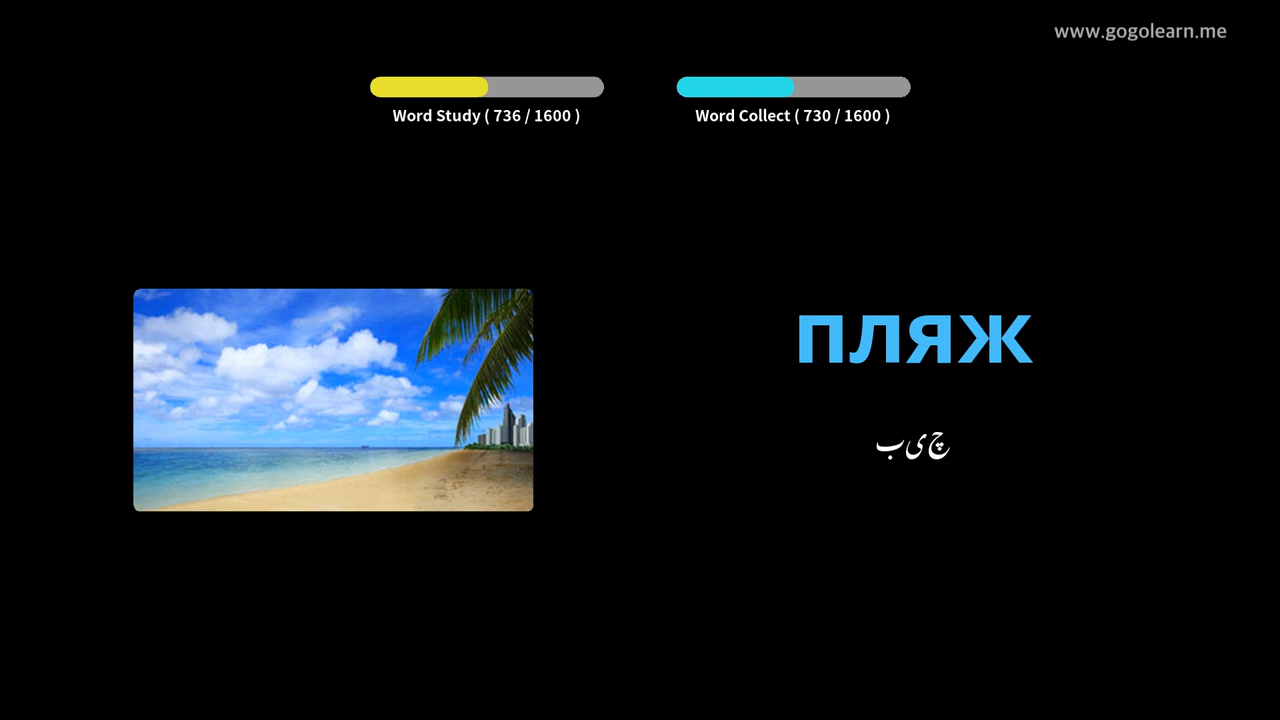 www.gogolearn.me
Word Study ( 736 / 1600 )
Word Collect ( 730 / 1600 )
пляж
چ ی ب